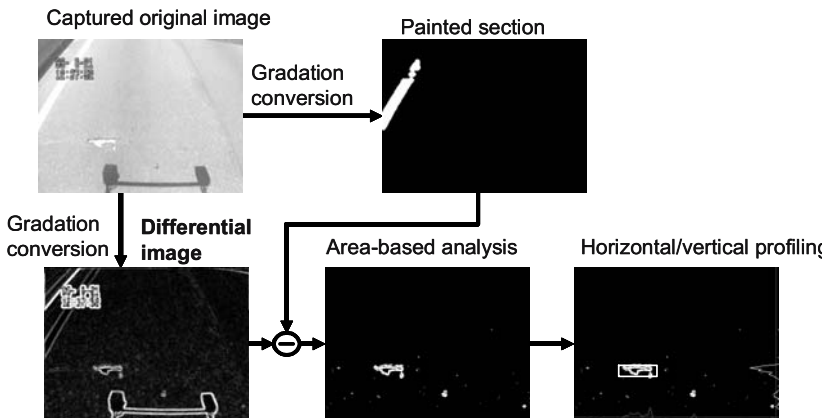 Captured original image
Painted section
Gradation
conversion
Gradation
conversion
Differential
image
Area-based analysis
Horizontal/vertical profiling